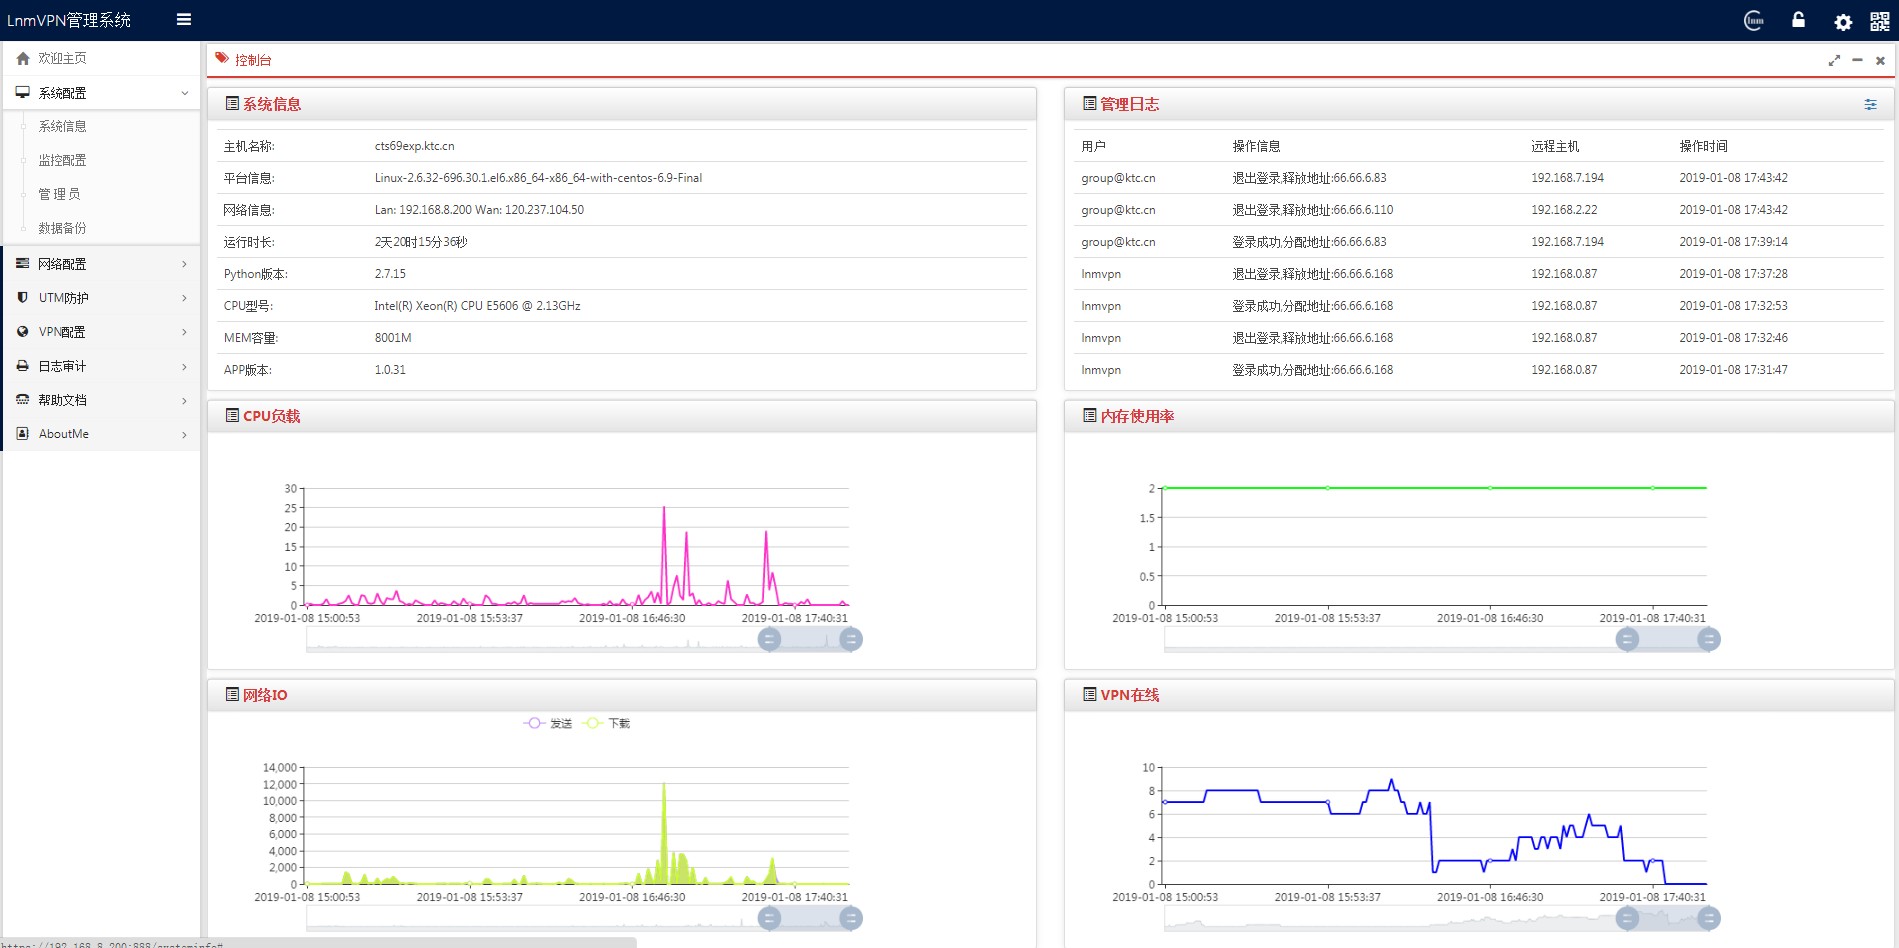 LnmVPN管理系统
lnm
欢迎主页
系统配置
系统信息
监控配置
管 理 员
数据备份
网络配置
UTM防护
VPN配置
日志审计
帮助文档
AboutMe
控制台
系统信息
主机名称: cts69exp.ktc.cn
平台信息: Linux-2.6.32-696.30.1.el6.x86_64-x86_64-with-centos-6.9-Final
网络信息: Lan: 192.168.8.200 Wan: 120.237.104.50
运行时长: 2天20时15分36秒
Python版本: 2.7.15
CPU型号: Intel(R) Xeon(R) CPU E5606 @ 2.13GHz
MEM容量: 8001M
APP版本: 1.0.31
管理日志
用户 操作信息 远程主机 操作时间
group@ktc.cn 退出登录,释放地址:66.66.6.83 192.168.7.194 2019-01-08 17:43:42
group@ktc.cn 退出登录,释放地址:66.66.6.110 192.168.2.22 2019-01-08 17:43:42
group@ktc.cn 登录成功,分配地址:66.66.6.83 192.168.7.194 2019-01-08 17:39:14
lnmvpn 退出登录,释放地址:66.66.6.168 192.168.0.87 2019-01-08 17:37:28
lnmvpn 登录成功,分配地址:66.66.6.168 192.168.0.87 2019-01-08 17:32:53
lnmvpn 退出登录,释放地址:66.66.6.168 192.168.0.87 2019-01-08 17:32:46
lnmvpn 登录成功,分配地址:66.66.6.168 192.168.0.87 2019-01-08 17:31:47
CPU负载
30
25
20
15
10
5
0
2019-01-08 15:00:53 2019-01-08 15:53:37 2019-01-08 16:46:30 2019-01-08 17:40:31
内存使用率
2
1.5
1
0.5
0
2019-01-08 15:00:53 2019-01-08 15:53:37 2019-01-08 16:46:30 2019-01-08 17:40:31
网络IO
发送 下载
14,000
12,000
10,000
8,000
6,000
4,000
2,000
0
2019-01-08 15:00:53 2019-01-08 15:53:37 2019-01-08 16:46:30 2019-01-08 17:40:31
VPN在线
10
8
6
4
2
0
2019-01-08 15:00:53 2019-01-08 15:53:37 2019-01-08 16:46:30 2019-01-08 17:40:31